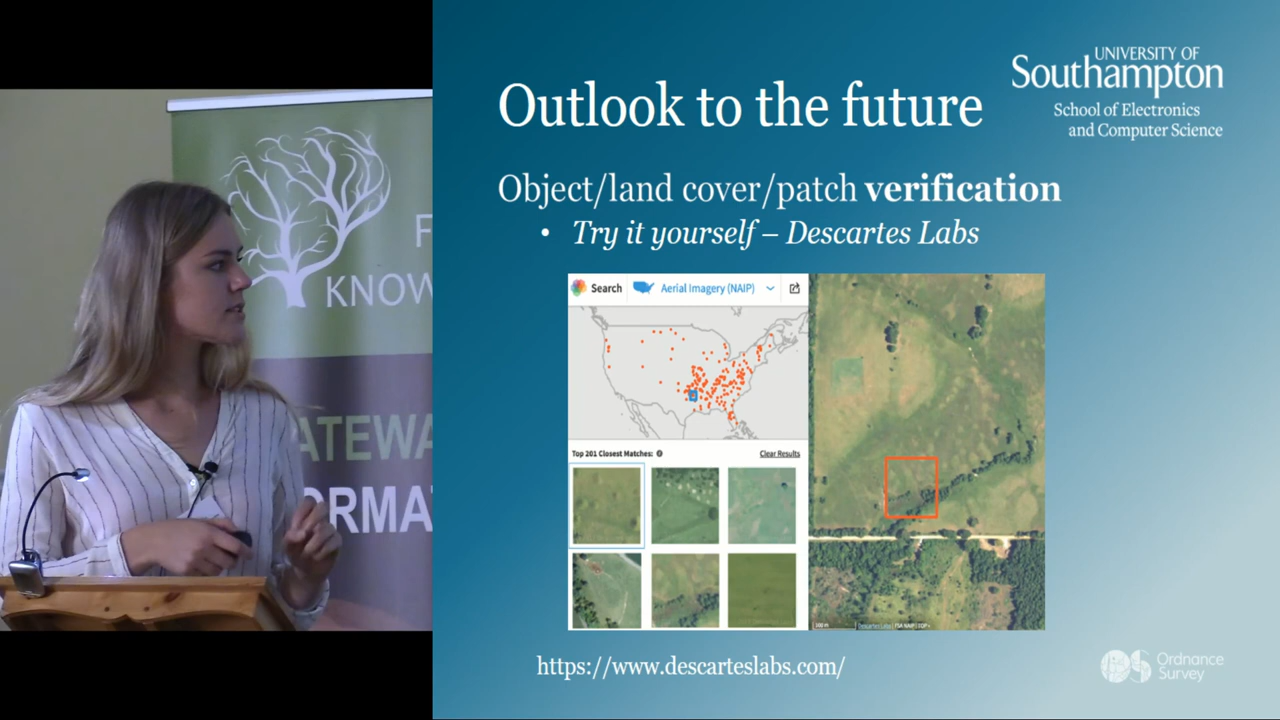 F
KNOW
ATEWA
RMA
UNIVERSITY OF
Southampton
School of Electronics
and Computer Science
Outlook to the future
Object/land cover/patch verification
• Try it yourself – Descartes Labs
Search
Aerial Imagery (NAIP)
Top 201 Closest Matches:
Clear Results
https://www.descarteslabs.com/
OS Ordnance
Survey